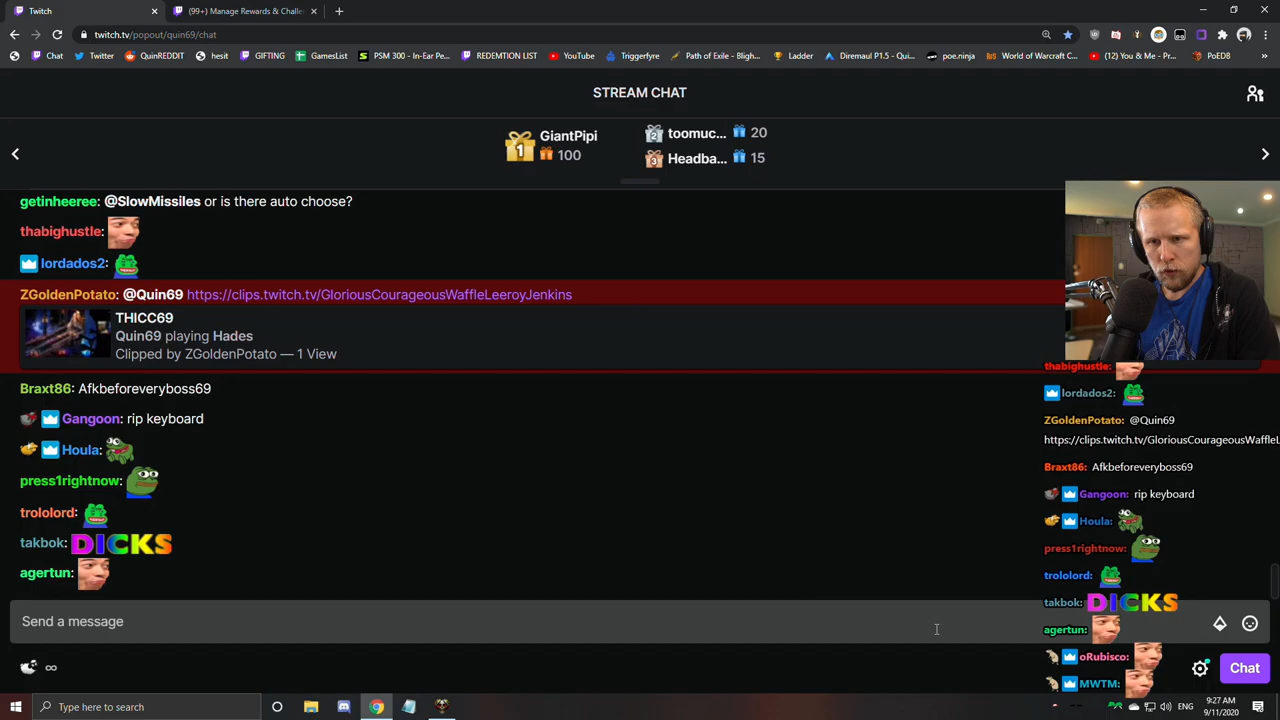 Twitch
(99+) Manage Rewards & Challe
twitch.tv/popout/quin69/chat
Chat
Twitter
QuinREDDIT
hesit
GIFTING
GamesList
PSM 300 - In-Ear Pe...
REDEMTION LIST
YouTube
Triggerfyre
Path of Exile - Bligh...
Ladder
Diremaul P1.5 - Qui...
poe.ninja
World of Warcraft C...
(12) You & Me - Pr...
PoEDB
STREAM CHAT
GiantPipi
100
2 toomuc... 20
3 Headba... 15
1
getinheeree: @SlowMissiles or is there auto choose?
thabighustle:
lordados2:
ZGoldenPotato: @Quin69 https://clips.twitch.tv/GloriousCourageousWaffleLeeroyJenkins
THICC69
Quin69 playing Hades
Clipped by ZGoldenPotato — 1 View
Braxt86: Afkbeforeveryboss69
Gangoon: rip keyboard
Houla:
press1rightnow:
trololord:
takbok: DICKS
agertun:
Send a message
∞
Chat
thabighustle:
lordados2:
ZGoldenPotato: @Quin69
https://clips.twitch.tv/GloriousCourageousWaffleL
Braxt86: Afkbeforeveryboss69
Gangoon: rip keyboard
Houla:
press1rightnow:
trololord:
takbok: DICKS
agertun:
oRubisco:
MWTM:
Type here to search
ENG
9:27 AM
9/11/2020